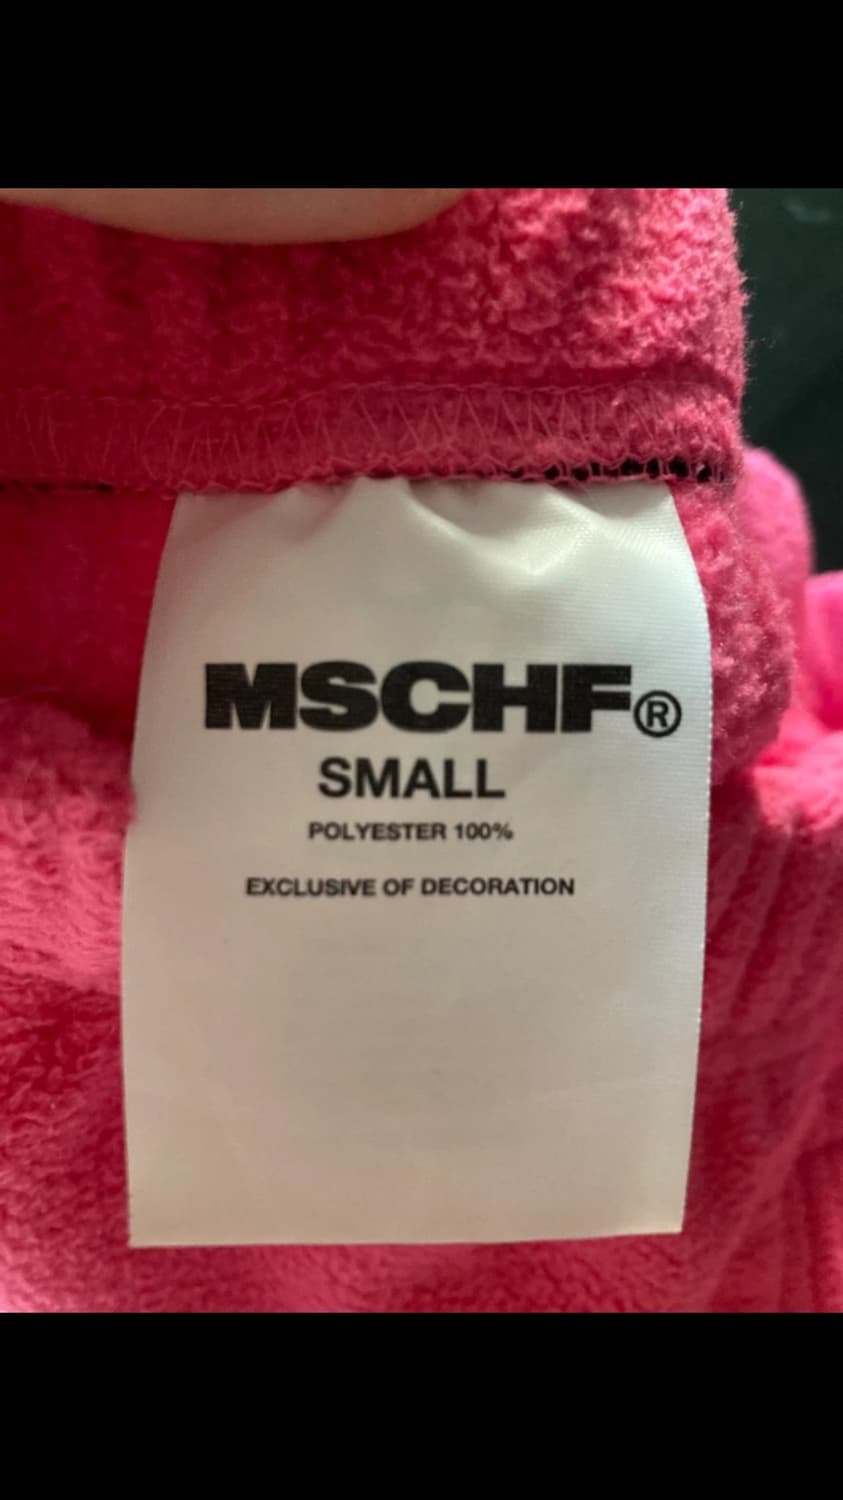 MSCHF®
SMALL
POLYESTER 100%
EXCLUSIVE OF DECORATION